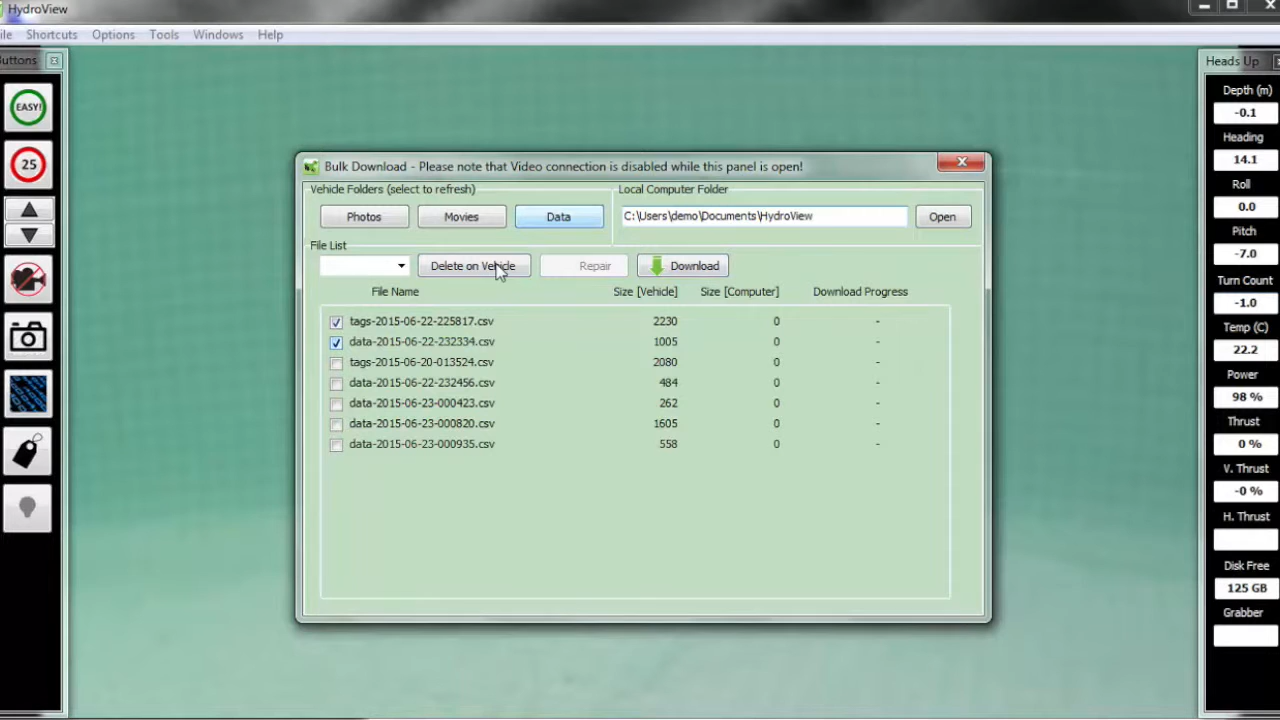 HydroView
ile Shortcuts Options Tools Windows Help
uttons
EASY!
25
Bulk Download - Please note that Video connection is disabled while this panel is open!
Vehicle Folders (select to refresh)
Local Computer Folder
Photos Movies Data
C:\Users\demo\Documents\HydroView
Open
File List
Delete on Vehicle
Repair
Download
File Name Size [Vehicle] Size [Computer] Download Progress
tags-2015-06-22-225817.csv 2230 0 -
data-2015-06-22-232334.csv 1005 0 -
tags-2015-06-20-013524.csv 2080 0 -
data-2015-06-22-232456.csv 484 0 -
data-2015-06-23-000423.csv 262 0 -
data-2015-06-23-000820.csv 1605 0 -
data-2015-06-23-000935.csv 558 0 -
Heads Up
Depth (m)
-0.1
Heading
14.1
Roll
0.0
Pitch
-7.0
Turn Count
-1.0
Temp (C)
22.2
Power
98 %
Thrust
0 %
V. Thrust
-0 %
H. Thrust
Disk Free
125 GB
Grabber